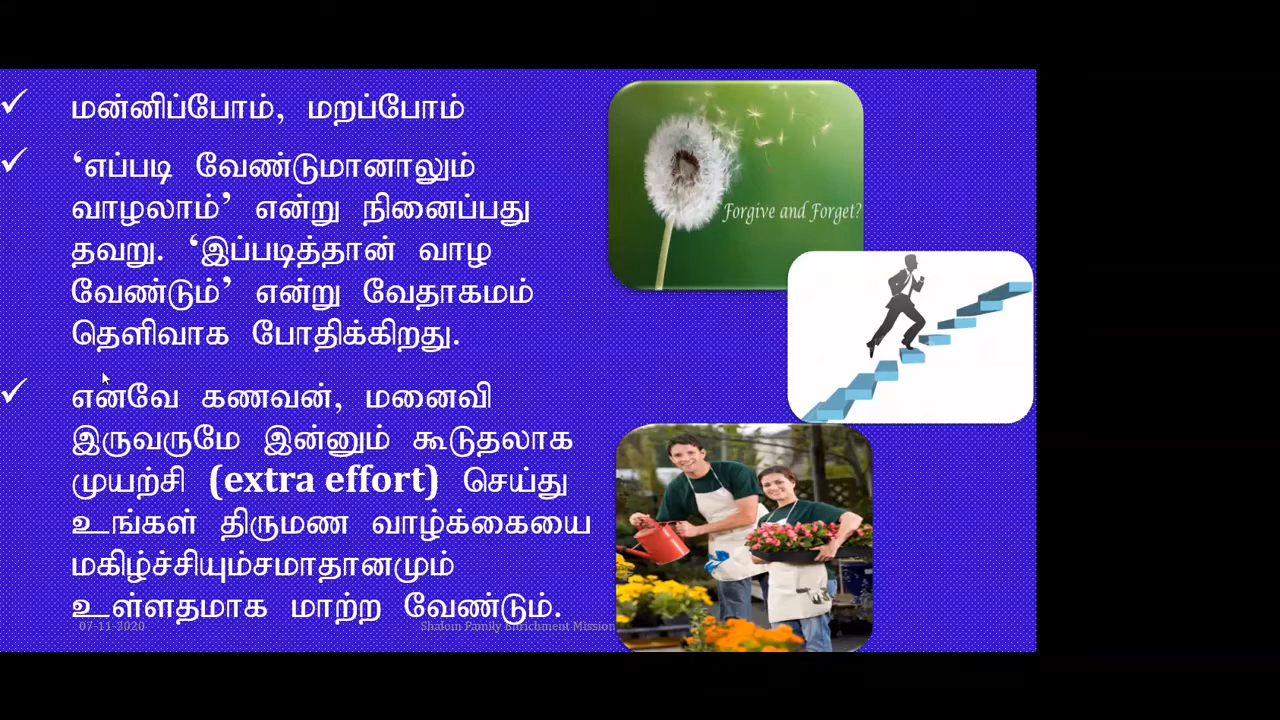 ✓ மன்னிப்போம், மறப்போம்
✓ ‘எப்படி வேண்டுமானாலும்
வாழலாம்’ என்று நினைப்பது
தவறு. ‘இப்படித்தான் வாழ
வேண்டும்’ என்று வேதாகமம்
தெளிவாக போதிக்கிறது.
✓ எனவே கணவன், மனைவி
இருவருமே இன்னும் கூடுதலாக
முயற்சி (extra effort) செய்து
உங்கள் திருமண வாழ்க்கையை
மகிழ்ச்சியும்சமாதானமும்
உள்ளதமாக மாற்ற வேண்டும்.
07-11-2020 Shalom Family Enrichment Mission
Forgive and Forget?